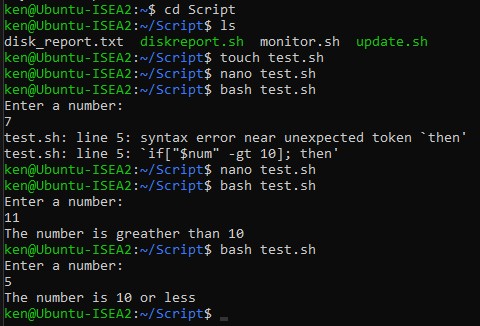 ken@Ubuntu-ISEA2:~$ cd Script
ken@Ubuntu-ISEA2:~/Script$ ls
disk_report.txt  diskreport.sh  monitor.sh  update.sh
ken@Ubuntu-ISEA2:~/Script$ touch test.sh
ken@Ubuntu-ISEA2:~/Script$ nano test.sh
ken@Ubuntu-ISEA2:~/Script$ bash test.sh
Enter a number:
7
test.sh: line 5: syntax error near unexpected token `then'
test.sh: line 5: `if["$num" -gt 10]; then'
ken@Ubuntu-ISEA2:~/Script$ nano test.sh
ken@Ubuntu-ISEA2:~/Script$ bash test.sh
Enter a number:
11
The number is greather than 10
ken@Ubuntu-ISEA2:~/Script$ bash test.sh
Enter a number:
5
The number is 10 or less
ken@Ubuntu-ISEA2:~/Script$ _